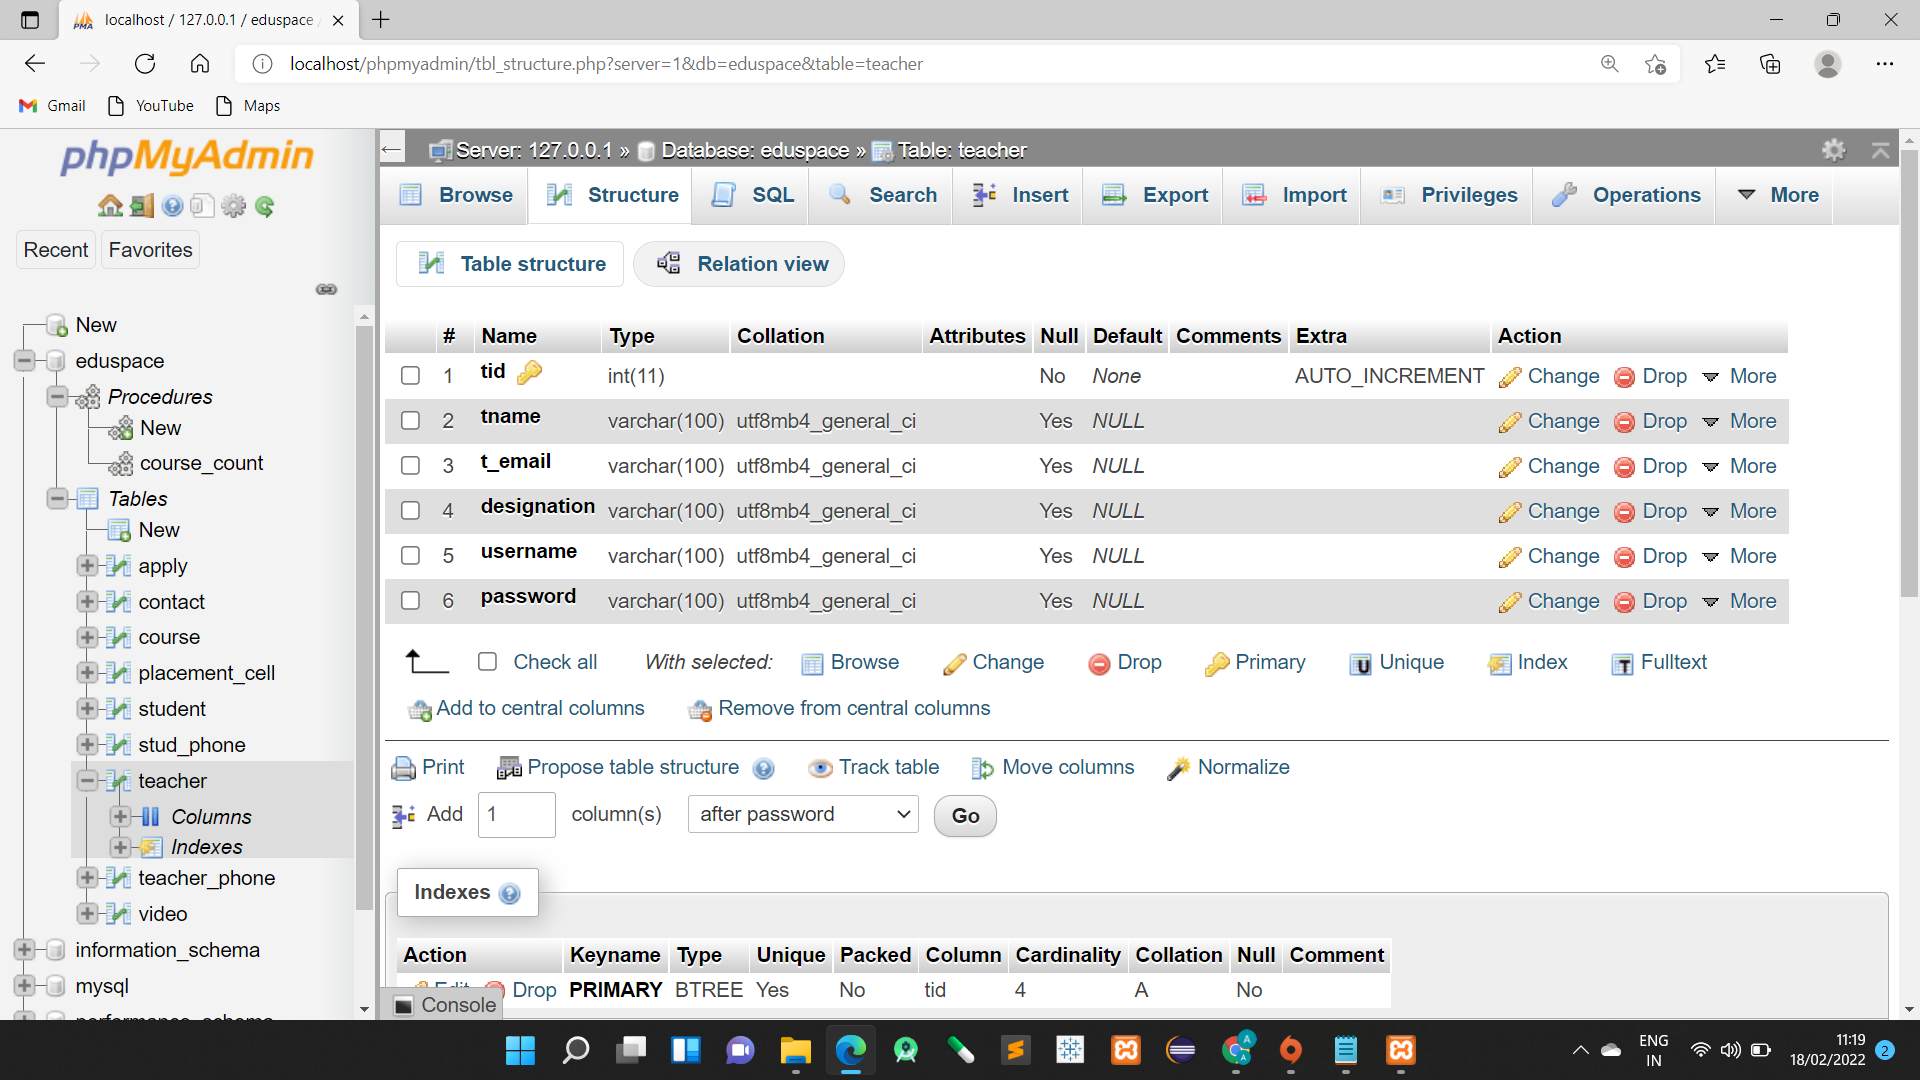 localhost / 127.0.0.1 / eduspace /
localhost/phpmyadmin/tbl_structure.php?server=1&db=eduspace&table=teacher
Gmail YouTube Maps
phpMyAdmin
Recent Favorites
New
eduspace
Procedures
New
course_count
Tables
New
apply
contact
course
placement_cell
student
stud_phone
teacher
Columns
Indexes
teacher_phone
video
information_schema
mysql
performance_schema
Server: 127.0.0.1 » Database: eduspace » Table: teacher
Browse Structure SQL Search Insert Export Import Privileges Operations More
Table structure Relation view
# Name Type Collation Attributes Null Default Comments Extra Action
1 tid int(11) No None AUTO_INCREMENT Change Drop More
2 tname varchar(100) utf8mb4_general_ci Yes NULL Change Drop More
3 t_email varchar(100) utf8mb4_general_ci Yes NULL Change Drop More
4 designation varchar(100) utf8mb4_general_ci Yes NULL Change Drop More
5 username varchar(100) utf8mb4_general_ci Yes NULL Change Drop More
6 password varchar(100) utf8mb4_general_ci Yes NULL Change Drop More
Check all With selected: Browse Change Drop Primary Unique Index Fulltext
Add to central columns Remove from central columns
Print Propose table structure Track table Move columns Normalize
Add 1 column(s) after password Go
Indexes
Action Keyname Type Unique Packed Column Cardinality Collation Null Comment
Edit Drop PRIMARY BTREE Yes No tid 4 A No
Console
ENG
IN
11:19
18/02/2022
2